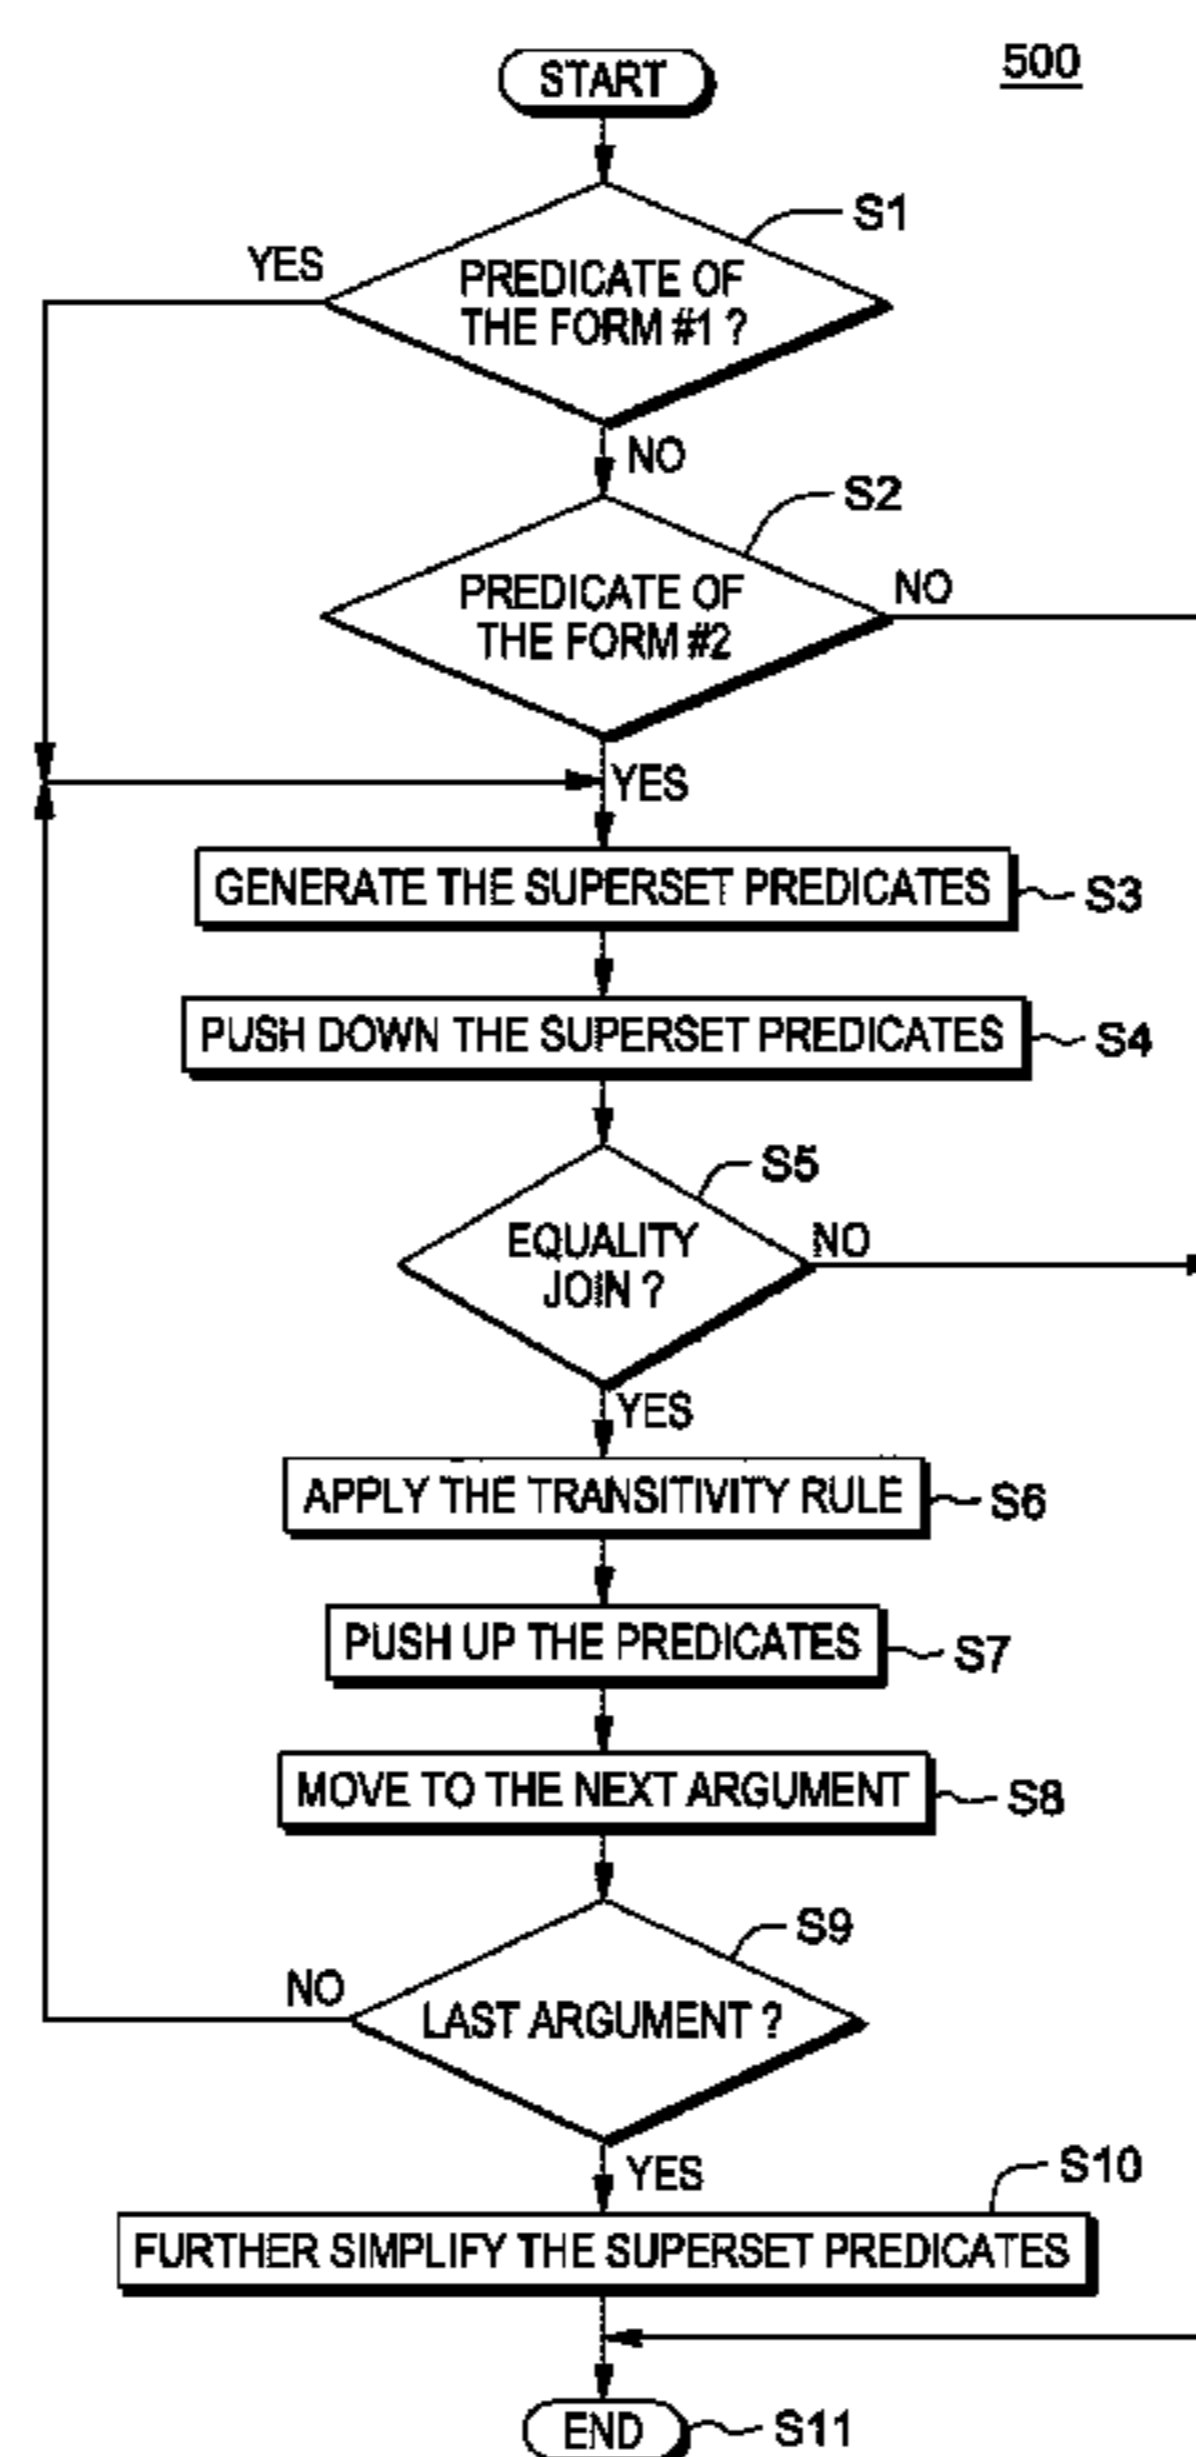 START
500
S1
YES
PREDICATE OF
THE FORM #1 ?
NO
S2
PREDICATE OF
THE FORM #2
NO
YES
GENERATE THE SUPERSET PREDICATES
S3
PUSH DOWN THE SUPERSET PREDICATES
S4
S5
EQUALITY
JOIN ?
NO
YES
APPLY THE TRANSITIVITY RULE
S6
PUSH UP THE PREDICATES
S7
MOVE TO THE NEXT ARGUMENT
S8
S9
NO
LAST ARGUMENT ?
YES
S10
FURTHER SIMPLIFY THE SUPERSET PREDICATES
END
S11